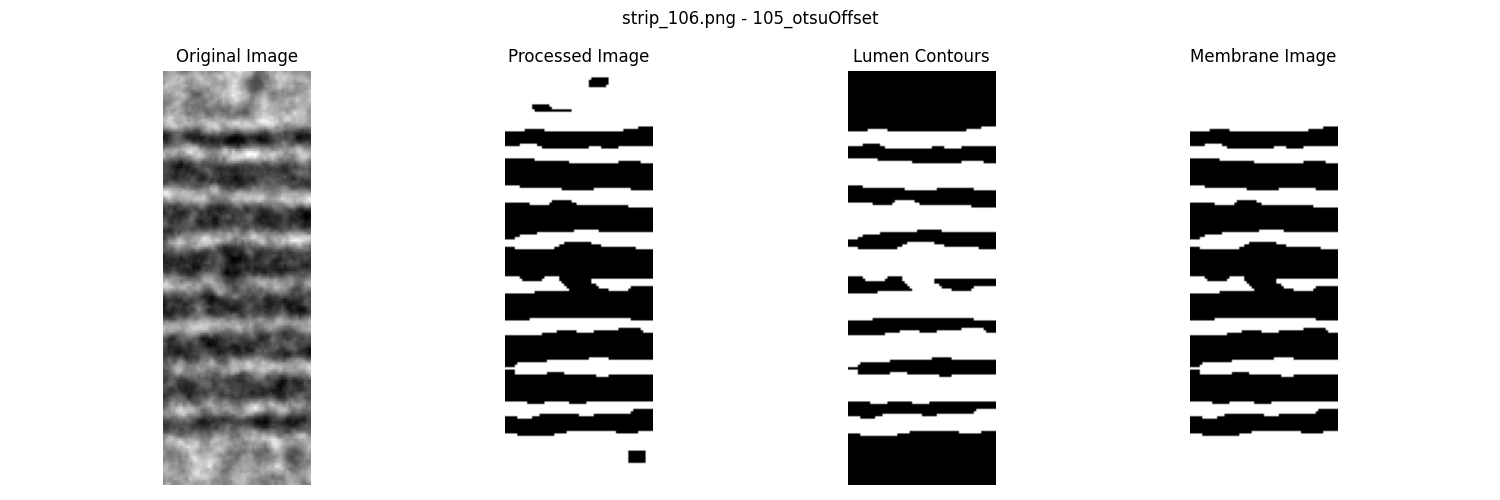 strip_106.png - 105_otsuOffset
Original Image
Processed Image
Lumen Contours
Membrane Image